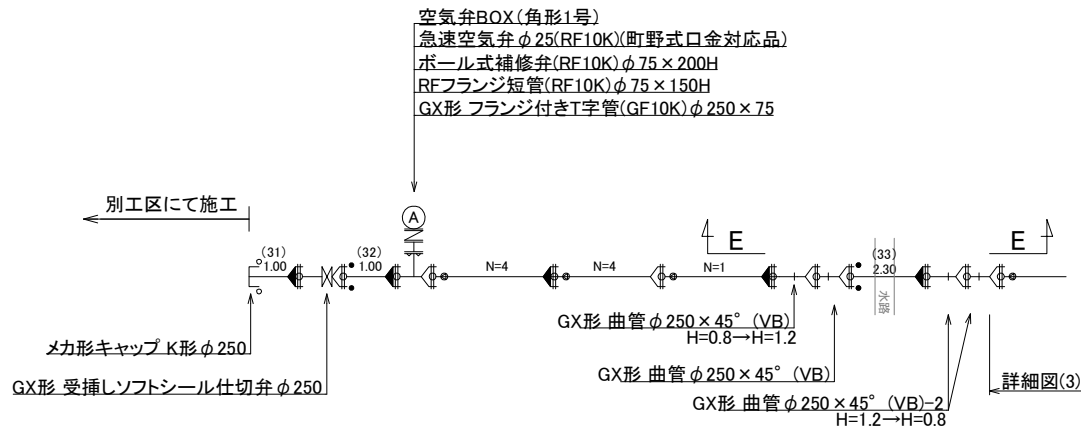 空気弁BOX(角形1号)
急速空気弁φ25(RF10K)(町野式口金対応品)
ボール式補修弁(RF10K)φ75×200H
RFフランジ短管(RF10K)φ75×150H
GX形 フランジ付きT字管(GF10K)φ250×75
別工区にて施工
A
E
E
(31)
1.00
(32)
1.00
N=4
N=4
N=1
(33)
2.30
水路
GX形 曲管φ250×45° (VB)
H=0.8→H=1.2
メカ形キャップ K形φ250
GX形 曲管φ250×45° (VB)
GX形 受挿しソフトシール仕切弁φ250
詳細図(3)
GX形 曲管φ250×45° (VB)-2
H=1.2→H=0.8